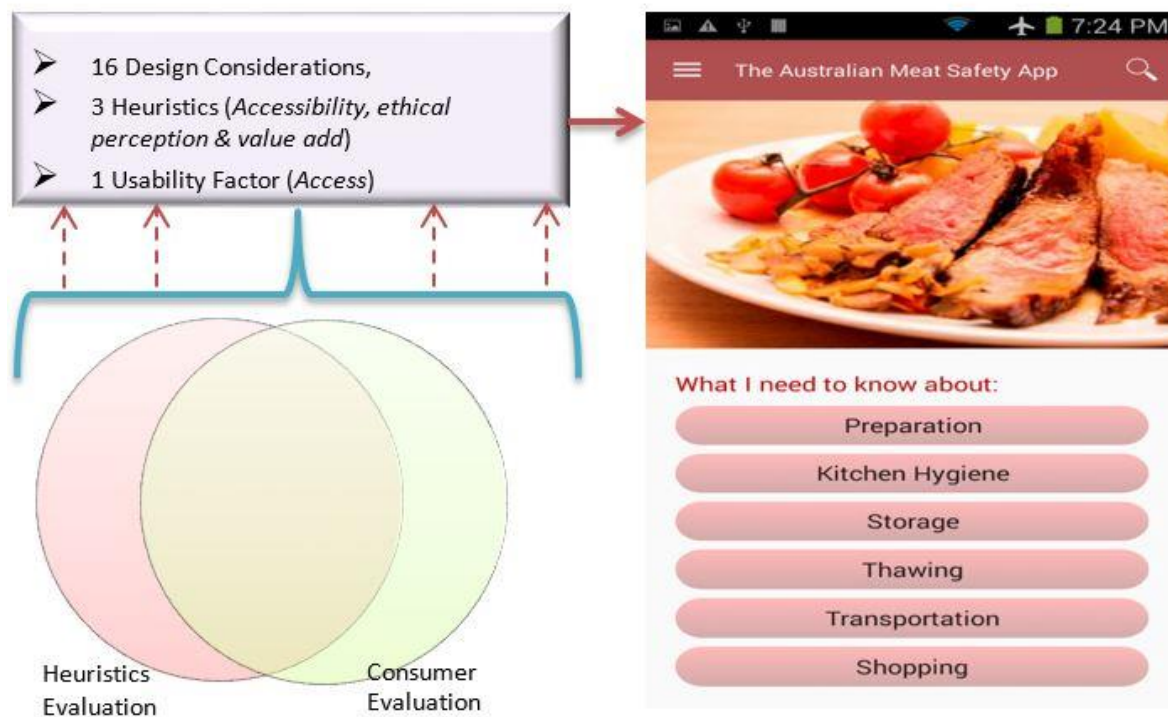 16 Design Considerations,
3 Heuristics (Accessibility, ethical
perception & value add)
1 Usability Factor (Access)
Heuristics
Evaluation
Consumer
Evaluation
7:24 PM
The Australian Meat Safety App
What I need to know about:
Preparation
Kitchen Hygiene
Storage
Thawing
Transportation
Shopping